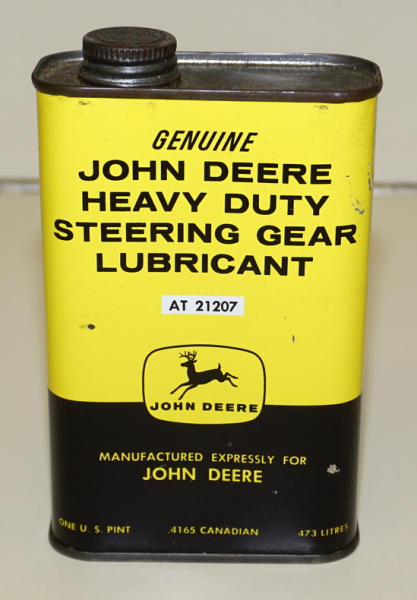 GENUINE
JOHN DEERE
HEAVY DUTY
STEERING GEAR
LUBRICANT
AT 21207
JOHN DEERE
MANUFACTURED EXPRESSLY FOR
JOHN DEERE
ONE U. S. PINT .4165 CANADIAN .473 LITRES